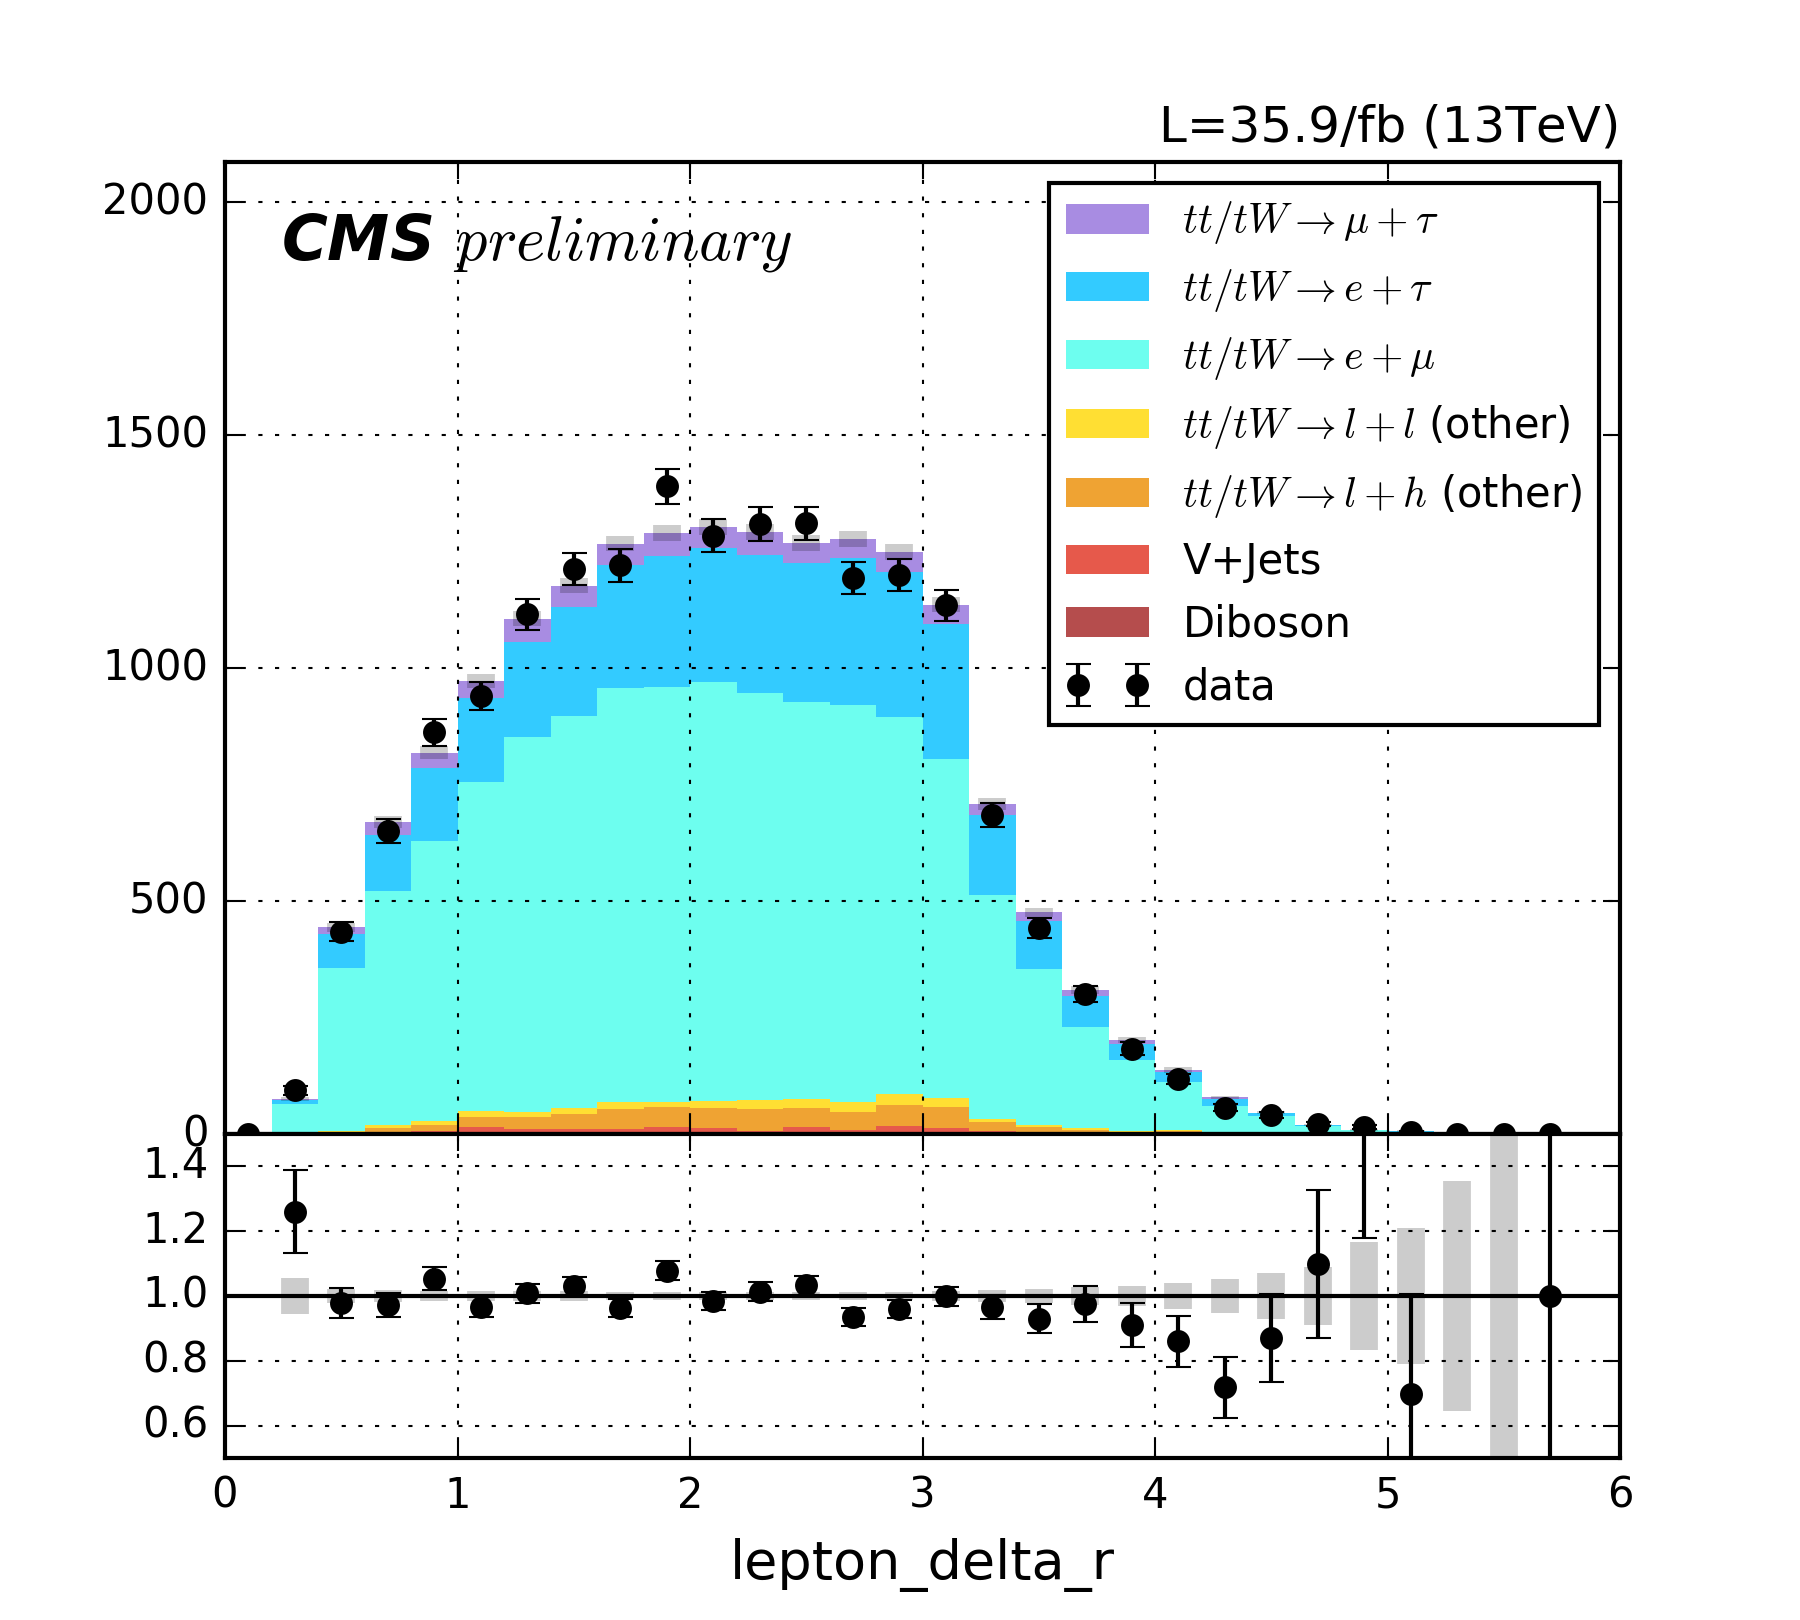 L=35.9/fb (13TeV)
CMS preliminary
2000
1500
1000
500
0
tt/tW → μ + τ
tt/tW → e + τ
tt/tW → e + μ
tt/tW → l + l (other)
tt/tW → l + h (other)
V+Jets
Diboson
data
1.4
1.2
1.0
0.8
0.6
0 1 2 3 4 5 6
lepton_delta_r